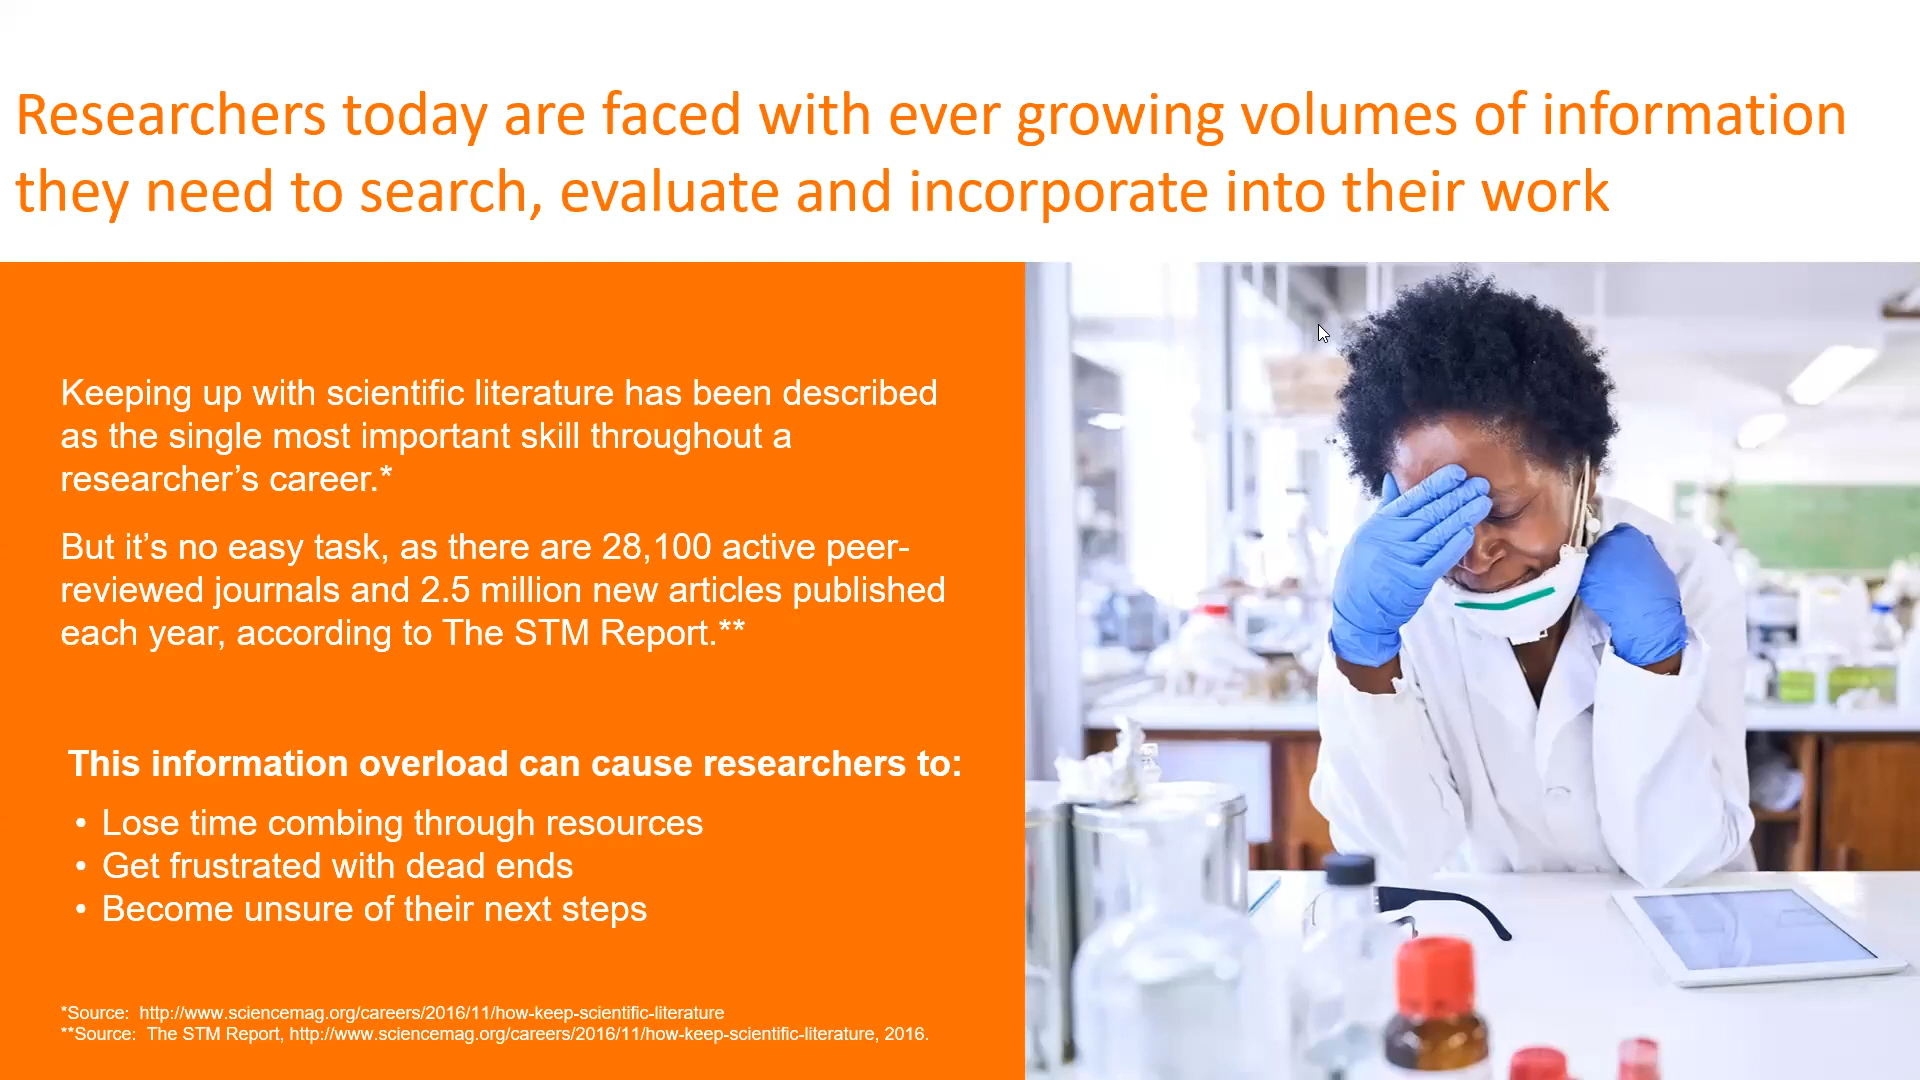 Researchers today are faced with ever growing volumes of information
they need to search, evaluate and incorporate into their work
Keeping up with scientific literature has been described
as the single most important skill throughout a
researcher’s career.*
But it’s no easy task, as there are 28,100 active peer-
reviewed journals and 2.5 million new articles published
each year, according to The STM Report.**
This information overload can cause researchers to:
• Lose time combing through resources
• Get frustrated with dead ends
• Become unsure of their next steps
*Source:  http://www.sciencemag.org/careers/2016/11/how-keep-scientific-literature
**Source:  The STM Report, http://www.sciencemag.org/careers/2016/11/how-keep-scientific-literature, 2016.